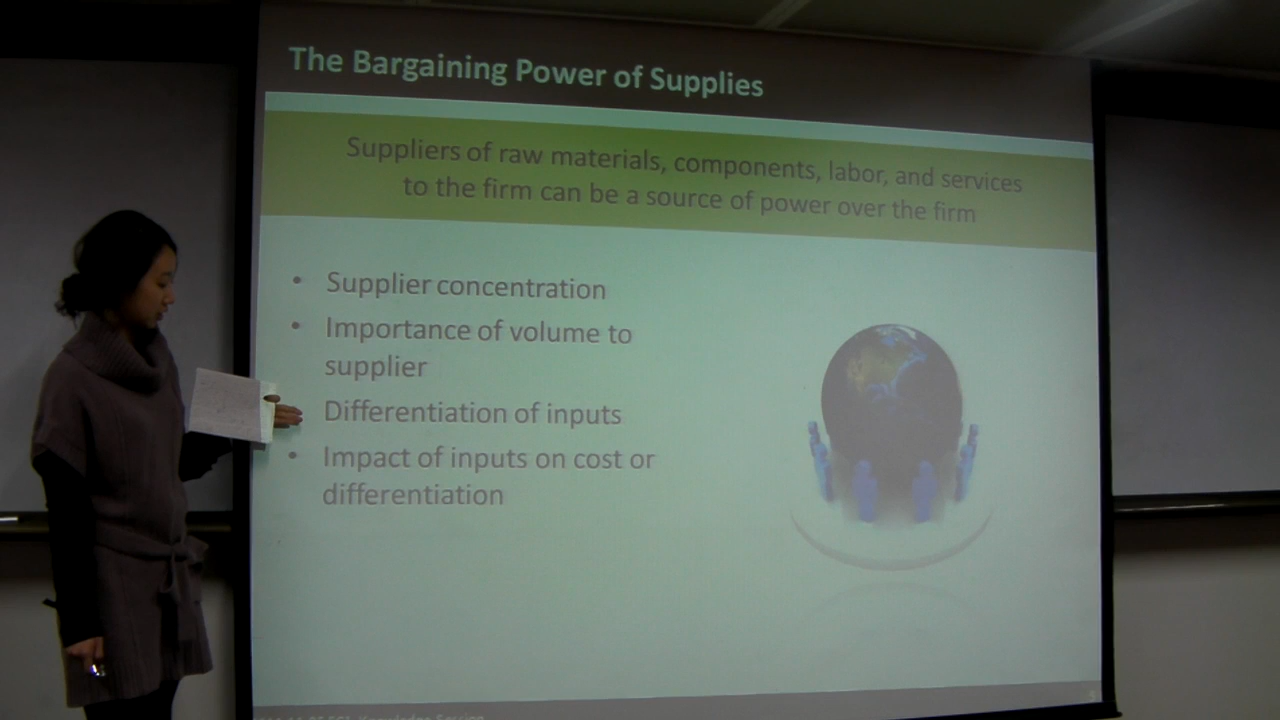 The Bargaining Power of Supplies
Suppliers of raw materials, components, labor, and services
to the firm can be a source of power over the firm
• Supplier concentration
• Importance of volume to
supplier
Differentiation of inputs
• Impact of inputs on cost or
differentiation
Knowledge Session